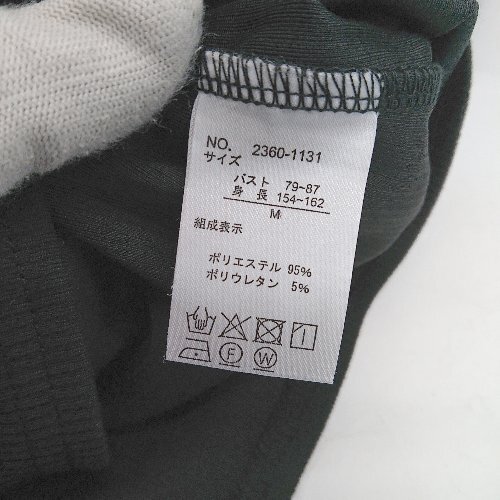 NO. 2360-1131
サイズ
バスト 79~87
身長 154~162
M
組成表示
ポリエステル 95%
ポリウレタン 5%
F W